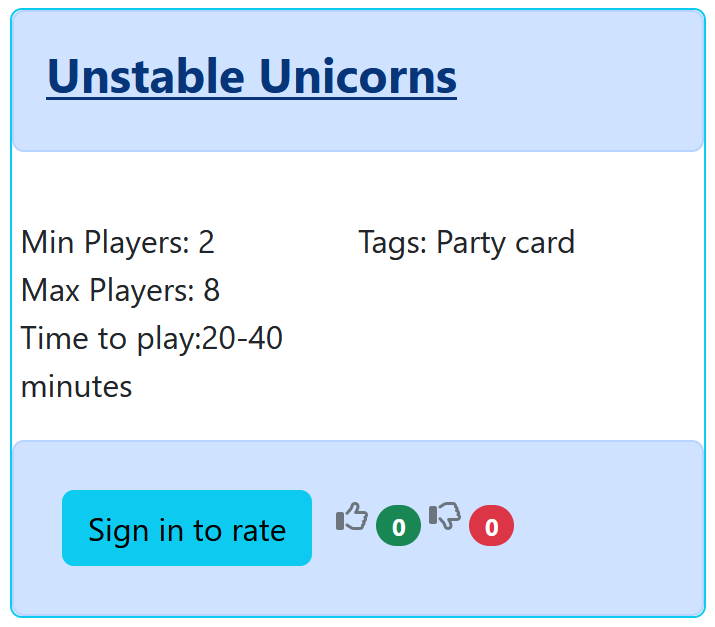 Unstable Unicorns
Min Players: 2
Max Players: 8
Time to play:20-40
minutes
Tags: Party card
Sign in to rate 0 0